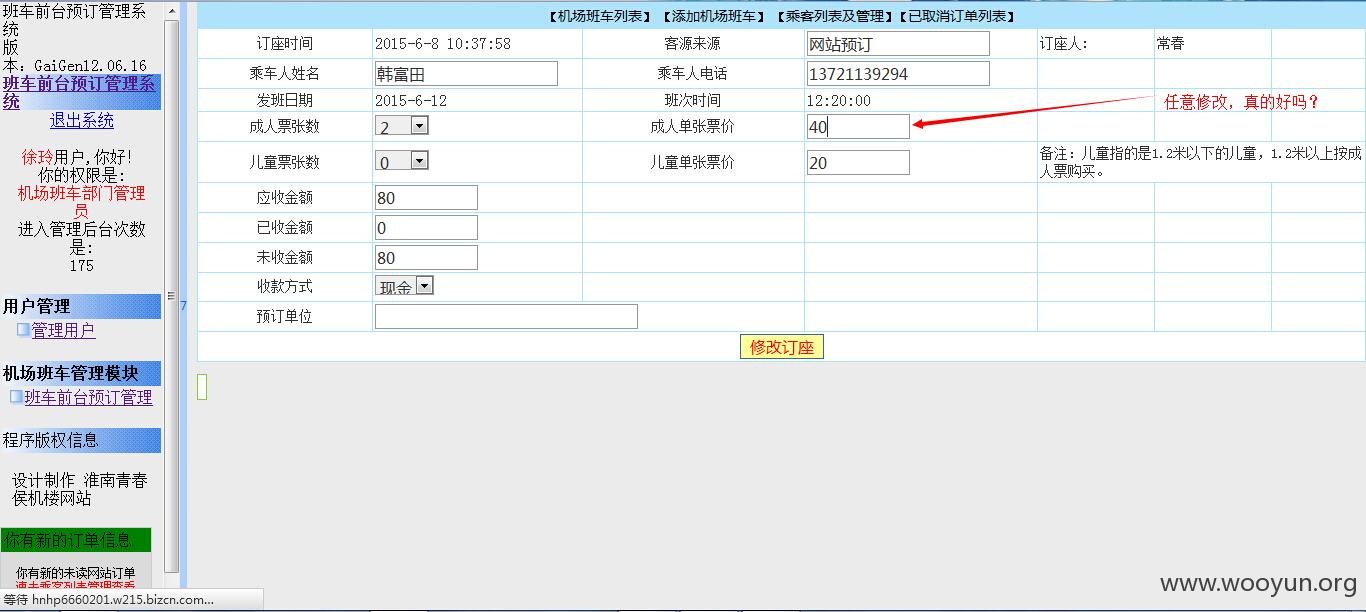 班车前台预订管理系
统
版
本: GaiGen12.06.16
班车前台预订管理系
统
退出系统
徐玲用户,你好!
你的权限是:
机场班车部门管理
员
进入管理后台次数
是:
175
用户管理
管理用户
机场班车管理模块
班车前台预订管理
程序版权信息
设计制作 淮南青春
侯机楼网站
你有新的订单信息
你有新的未读网站订单
速去乘客列表管理查看
等待 hnhp6660201.w215.bizcn.com...
7
【机场班车列表】【添加机场班车】【乘客列表及管理】【已取消订单列表】
订座时间 2015-6-8 10:37:58 客源来源 网站预订 订座人: 常春
乘车人姓名 韩富田 乘车人电话 13721139294
发班日期 2015-6-12 班次时间 12:20:00
任意修改，真的好吗？
成人票张数 2 成人单张票价 40
儿童票张数 0 儿童单张票价 20 备注：儿童指的是1.2米以下的儿童，1.2米以上按成
人票购买。
应收金额 80
已收金额 0
未收金额 80
收款方式 现金
预订单位
修改订座
www.wooyun.org